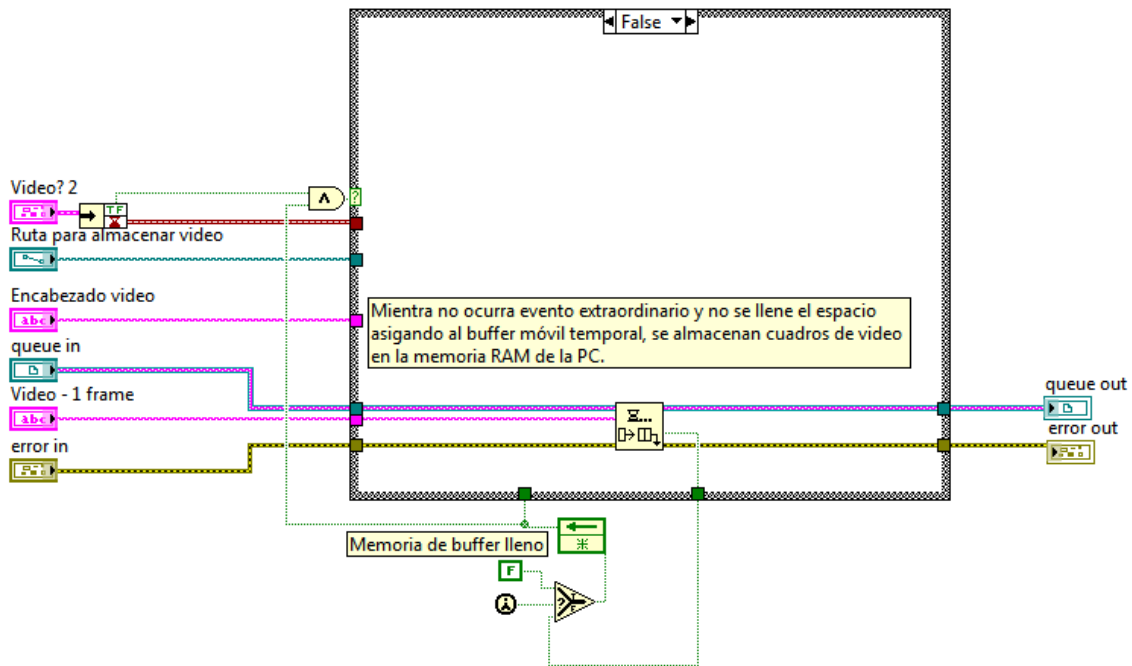 False
Video? 2
TF
Ruta para almacenar video
Encabezado video
abc
Mientra no ocurra evento extraordinario y no se llene el espacio
asigando al buffer móvil temporal, se almacenan cuadros de video
en la memoria RAM de la PC.
queue in
Video - 1 frame
abc
error in
queue out
error out
Memoria de buffer lleno
F
?
T
F